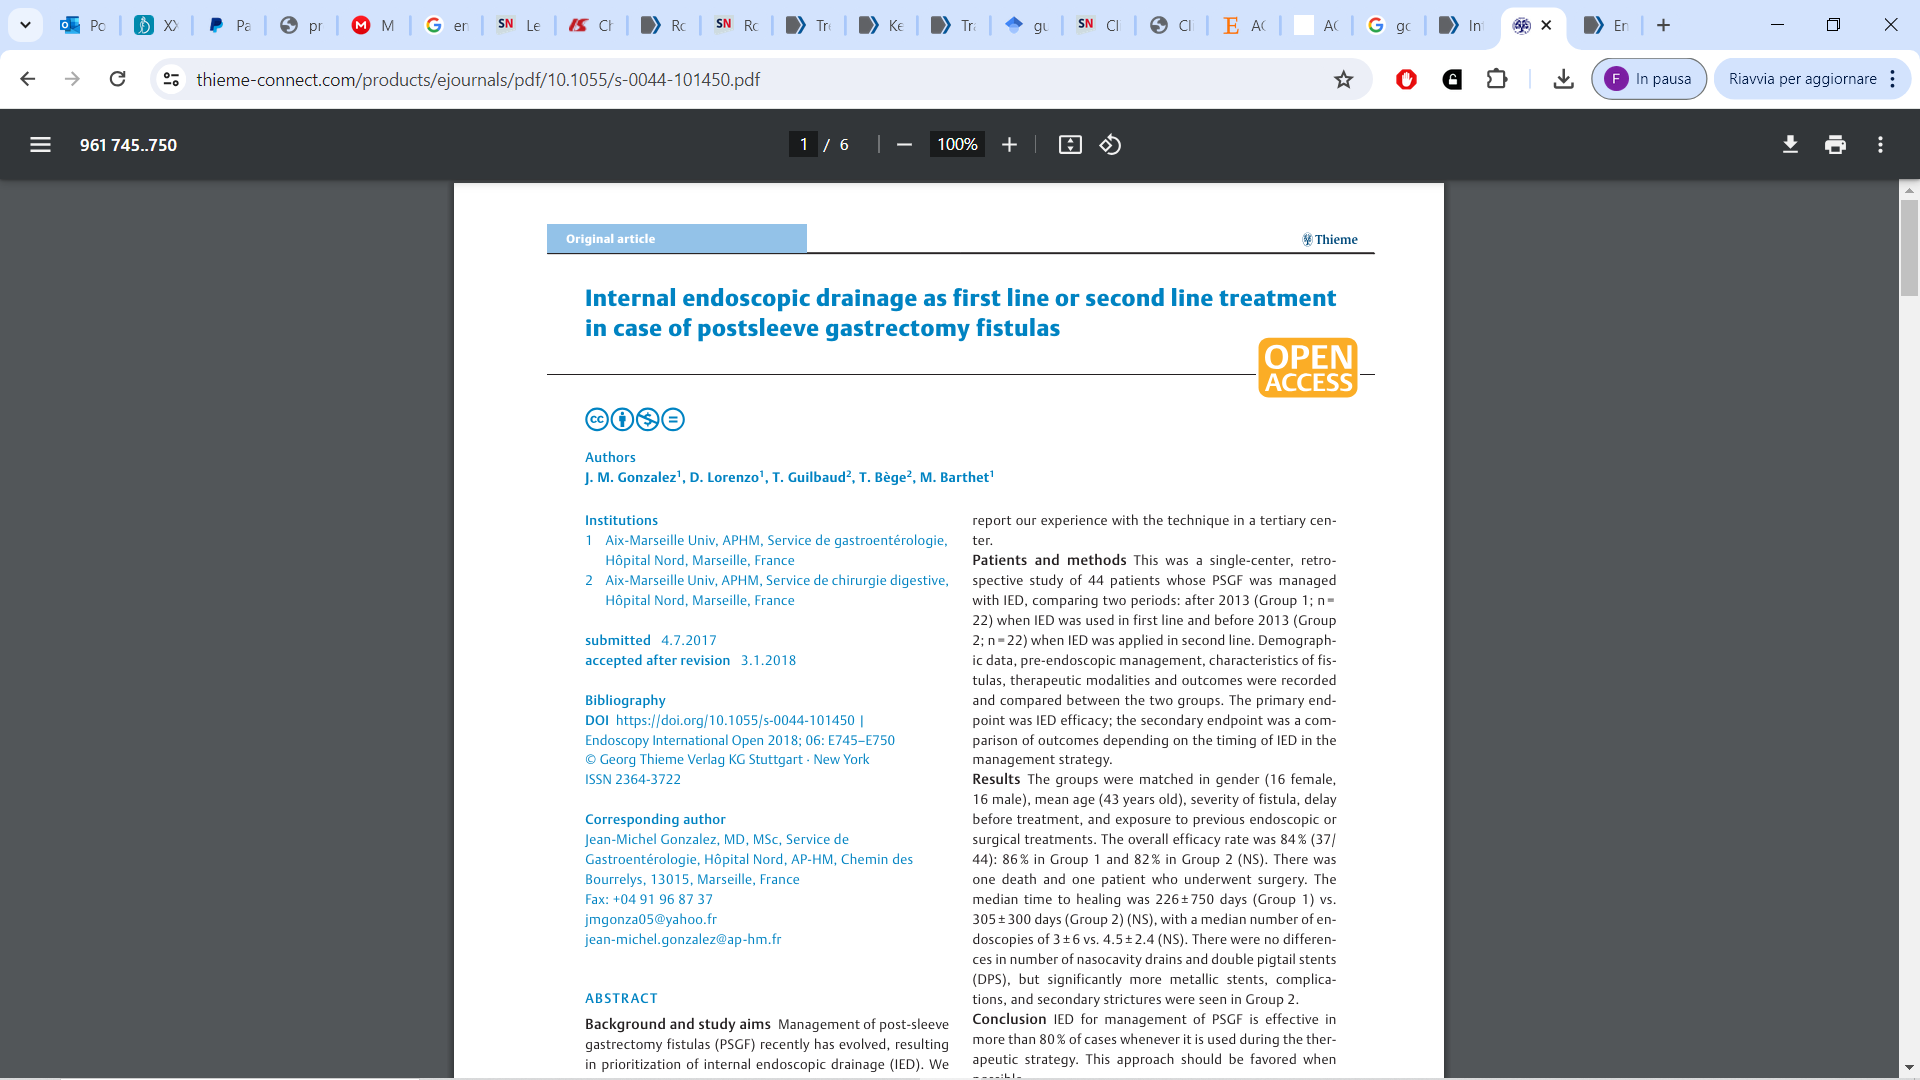 Po
XX
Pa
pr
M
en
Le
Ch
Ro
Ro
Tr
Ke
Tra
gu
Cli
Cli
AC
AC
go
In
En
thieme-connect.com/products/ejournals/pdf/10.1055/s-0044-101450.pdf
F In pausa
Riavvia per aggiornare
961 745..750
1 / 6
100%
Original article
Thieme
Internal endoscopic drainage as first line or second line treatment
in case of postsleeve gastrectomy fistulas
OPEN
ACCESS
cc
Authors
J. M. Gonzalez1, D. Lorenzo1, T. Guilbaud2, T. Bège2, M. Barthet1
Institutions
1 Aix-Marseille Univ, APHM, Service de gastroentérologie,
Hôpital Nord, Marseille, France
2 Aix-Marseille Univ, APHM, Service de chirurgie digestive,
Hôpital Nord, Marseille, France
submitted 4.7.2017
accepted after revision 3.1.2018
Bibliography
DOI https://doi.org/10.1055/s-0044-101450 |
Endoscopy International Open 2018; 06: E745–E750
© Georg Thieme Verlag KG Stuttgart · New York
ISSN 2364-3722
Corresponding author
Jean-Michel Gonzalez, MD, MSc, Service de
Gastroentérologie, Hôpital Nord, AP-HM, Chemin des
Bourrelys, 13015, Marseille, France
Fax: +04 91 96 87 37
jmgonza05@yahoo.fr
jean-michel.gonzalez@ap-hm.fr
ABSTRACT
Background and study aims Management of post-sleeve
gastrectomy fistulas (PSGF) recently has evolved, resulting
in prioritization of internal endoscopic drainage (IED). We
report our experience with the technique in a tertiary cen-
ter.
Patients and methods This was a single-center, retro-
spective study of 44 patients whose PSGF was managed
with IED, comparing two periods: after 2013 (Group 1; n =
22) when IED was used in first line and before 2013 (Group
2; n = 22) when IED was applied in second line. Demograph-
ic data, pre-endoscopic management, characteristics of fis-
tulas, therapeutic modalities and outcomes were recorded
and compared between the two groups. The primary end-
point was IED efficacy; the secondary endpoint was a com-
parison of outcomes depending on the timing of IED in the
management strategy.
Results The groups were matched in gender (16 female,
16 male), mean age (43 years old), severity of fistula, delay
before treatment, and exposure to previous endoscopic or
surgical treatments. The overall efficacy rate was 84 % (37/
44): 86 % in Group 1 and 82 % in Group 2 (NS). There was
one death and one patient who underwent surgery. The
median time to healing was 226 ± 750 days (Group 1) vs.
305 ± 300 days (Group 2) (NS), with a median number of en-
doscopies of 3 ± 6 vs. 4.5 ± 2.4 (NS). There were no differen-
ces in number of nasocavity drains and double pigtail stents
(DPS), but significantly more metallic stents, complica-
tions, and secondary strictures were seen in Group 2.
Conclusion IED for management of PSGF is effective in
more than 80 % of cases whenever it is used during the ther-
apeutic strategy. This approach should be favored when